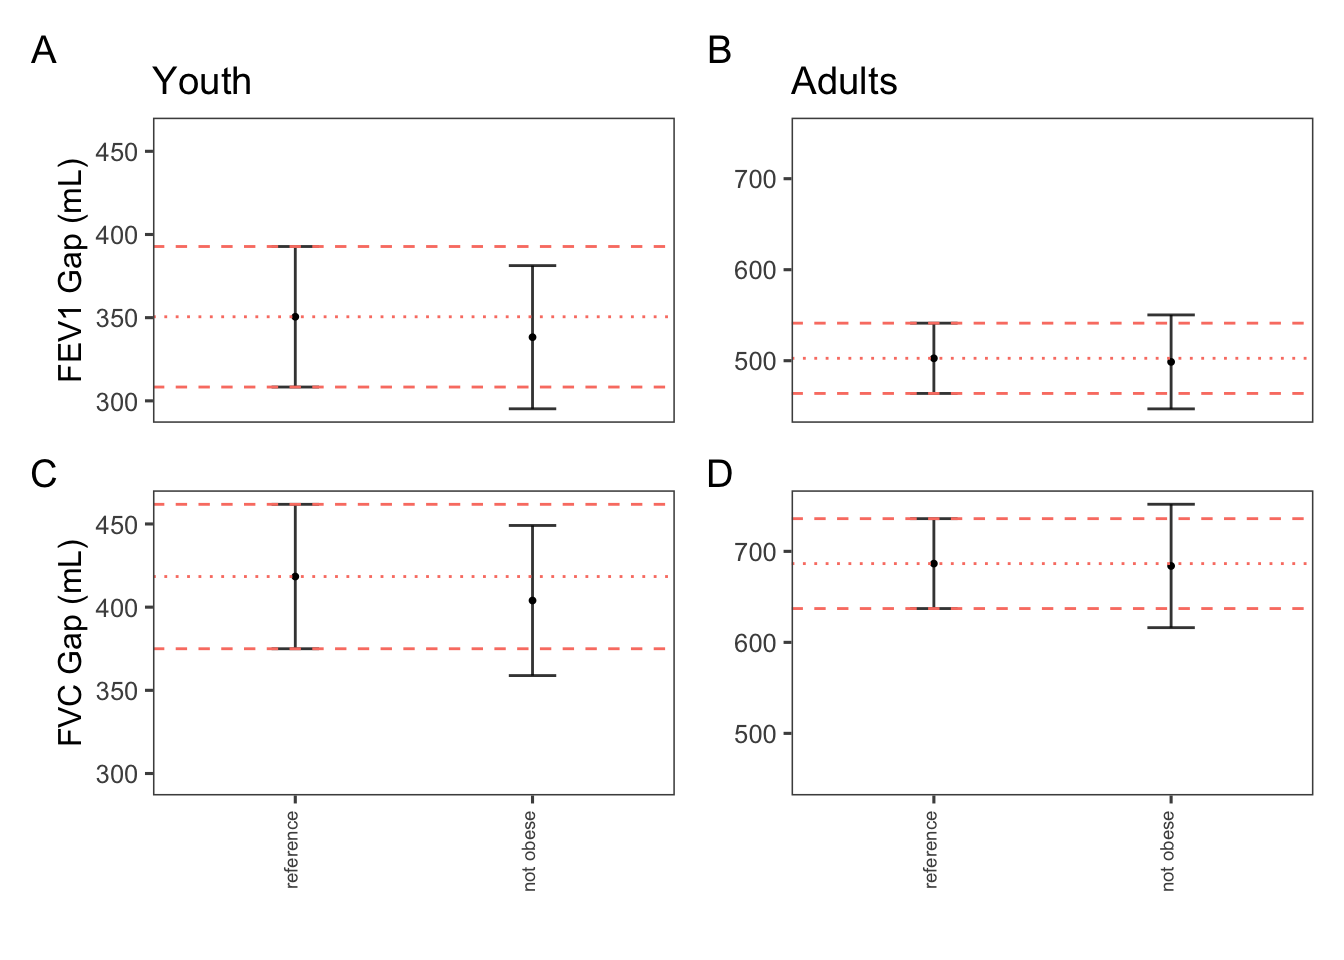 A
Youth
FEV1 Gap (mL)
450
400
350
300
B
Adults
700
600
500
C
FVC Gap (mL)
450
400
350
300
reference
not obese
D
700
600
500
reference
not obese